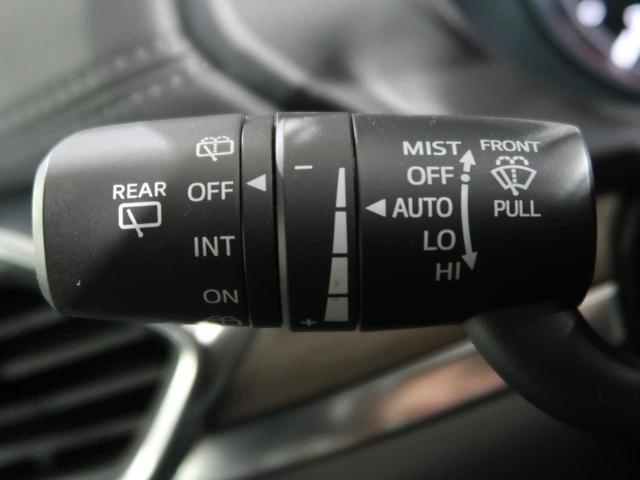 REAR
OFF
INT
ON
−
+
MIST
OFF
AUTO
LO
HI
FRONT
PULL